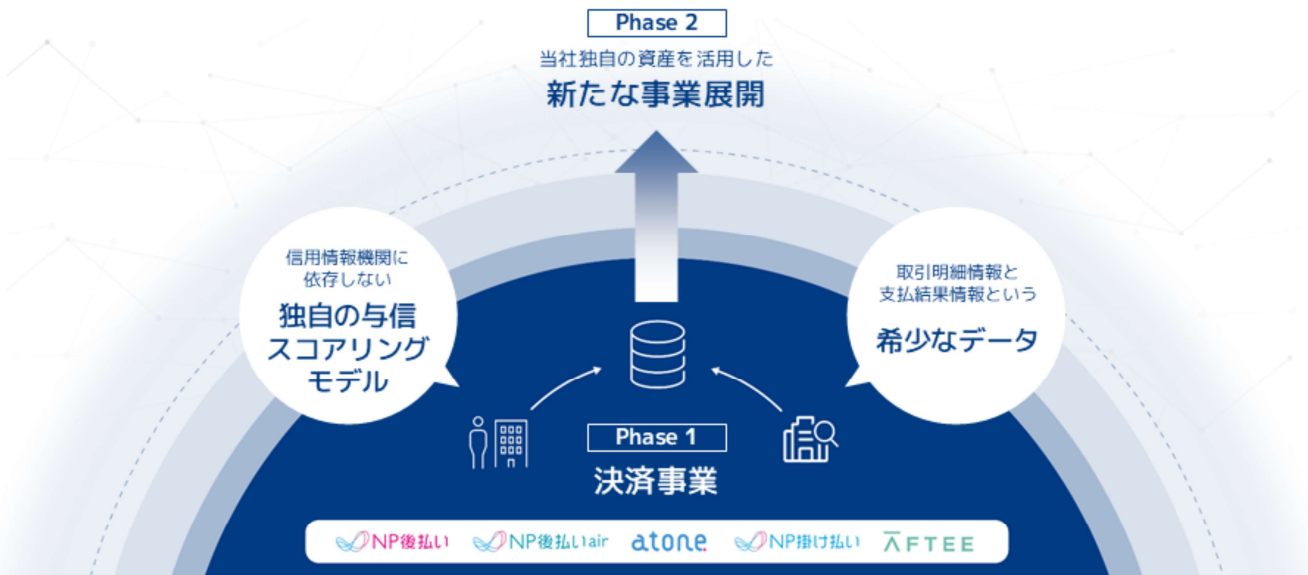 Phase 2
当社独自の資産を活用した
新たな事業展開
信用情報機関に
依存しない
独自の与信
スコアリング
モデル
取引明細情報と
支払結果情報という
希少なデータ
Phase 1
決済事業
NP後払い NP後払いair atone NP掛け払い AFTEE